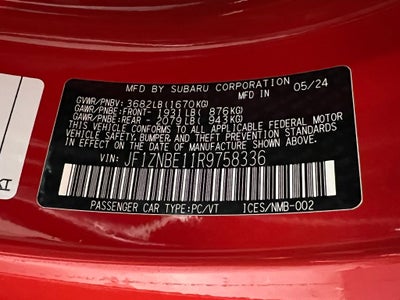 MFD. BY SUBARU CORPORATION 05/24
GVWR/PNBV: 3682LB(1670KG)
GAWR/PNBE:FRONT- 1931LB( 876KG)
GAWR/PNBE:REAR - 2079LB( 943KG)
THIS VEHICLE CONFORMS TO ALL APPLICABLE FEDERAL MOTOR
VEHICLE SAFETY, BUMPER, AND THEFT PREVENTION STANDARDS
IN EFFECT ON THE DATE OF MANUFACTURE SHOWN ABOVE.
JF1ZNBE11R9758336
PASSENGER CAR TYPE:PC/VT ICES/NMB-002